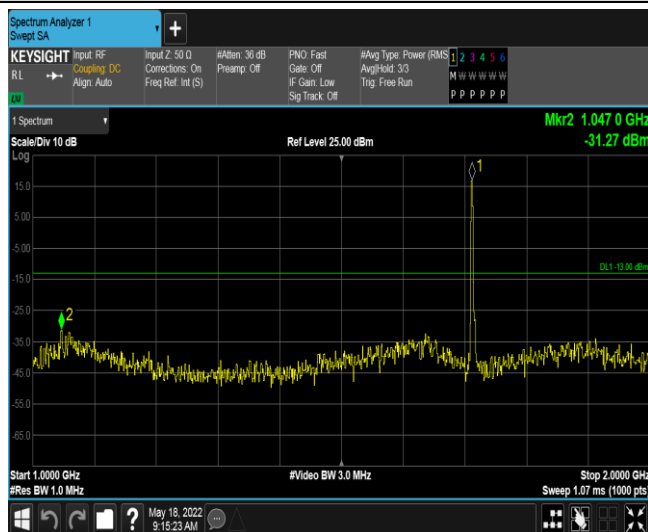 Spectrum Analyzer 1
Swept SA
KEYSIGHT
RL
LXI
Input: RF
Coupling: DC
Align: Auto
Input Z: 50 Ω
Corrections: On
Freq Ref: Int (S)
#Atten: 36 dB
Preamp: Off
PNO: Fast
Gate: Off
IF Gain: Low
Sig Track: Off
#Avg Type: Power (RMS
Avg|Hold: 3/3
Trig: Free Run
1 2 3 4 5 6
M W W W W W
P P P P P P
1 Spectrum
Mkr2 1.047 0 GHz
Scale/Div 10 dB
Ref Level 25.00 dBm
-31.27 dBm
Log
1
15.0
5.00
-5.00
DL1 -13.00 dBm
-15.0
-25.0
2
-35.0
-45.0
-55.0
-65.0
Start 1.0000 GHz
#Video BW 3.0 MHz
Stop 2.0000 GHz
#Res BW 1.0 MHz
Sweep 1.07 ms (1000 pts)
May 18, 2022
9:15:23 AM